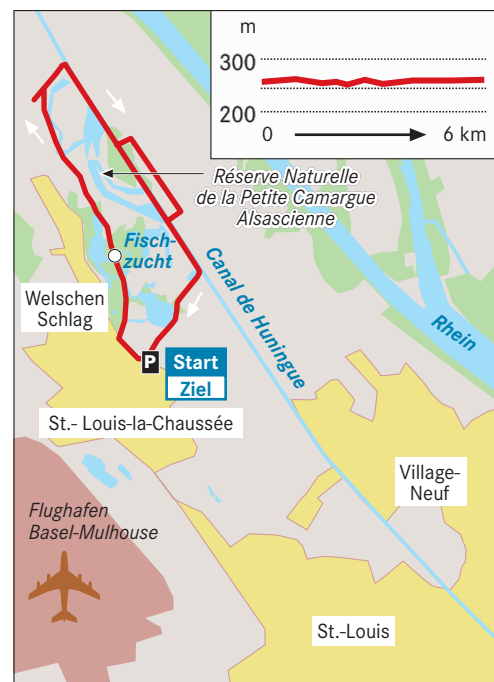 m
300
200
0
6 km
Réserve Naturelle
de la Petite Camargue
Alsascienne
Fisch-
zucht
Canal de Huningue
Rhein
Welschen
Schlag
P
Start
Ziel
St.- Louis-la-Chaussée
Village-
Neuf
Flughafen
Basel-Mulhouse
St.-Louis